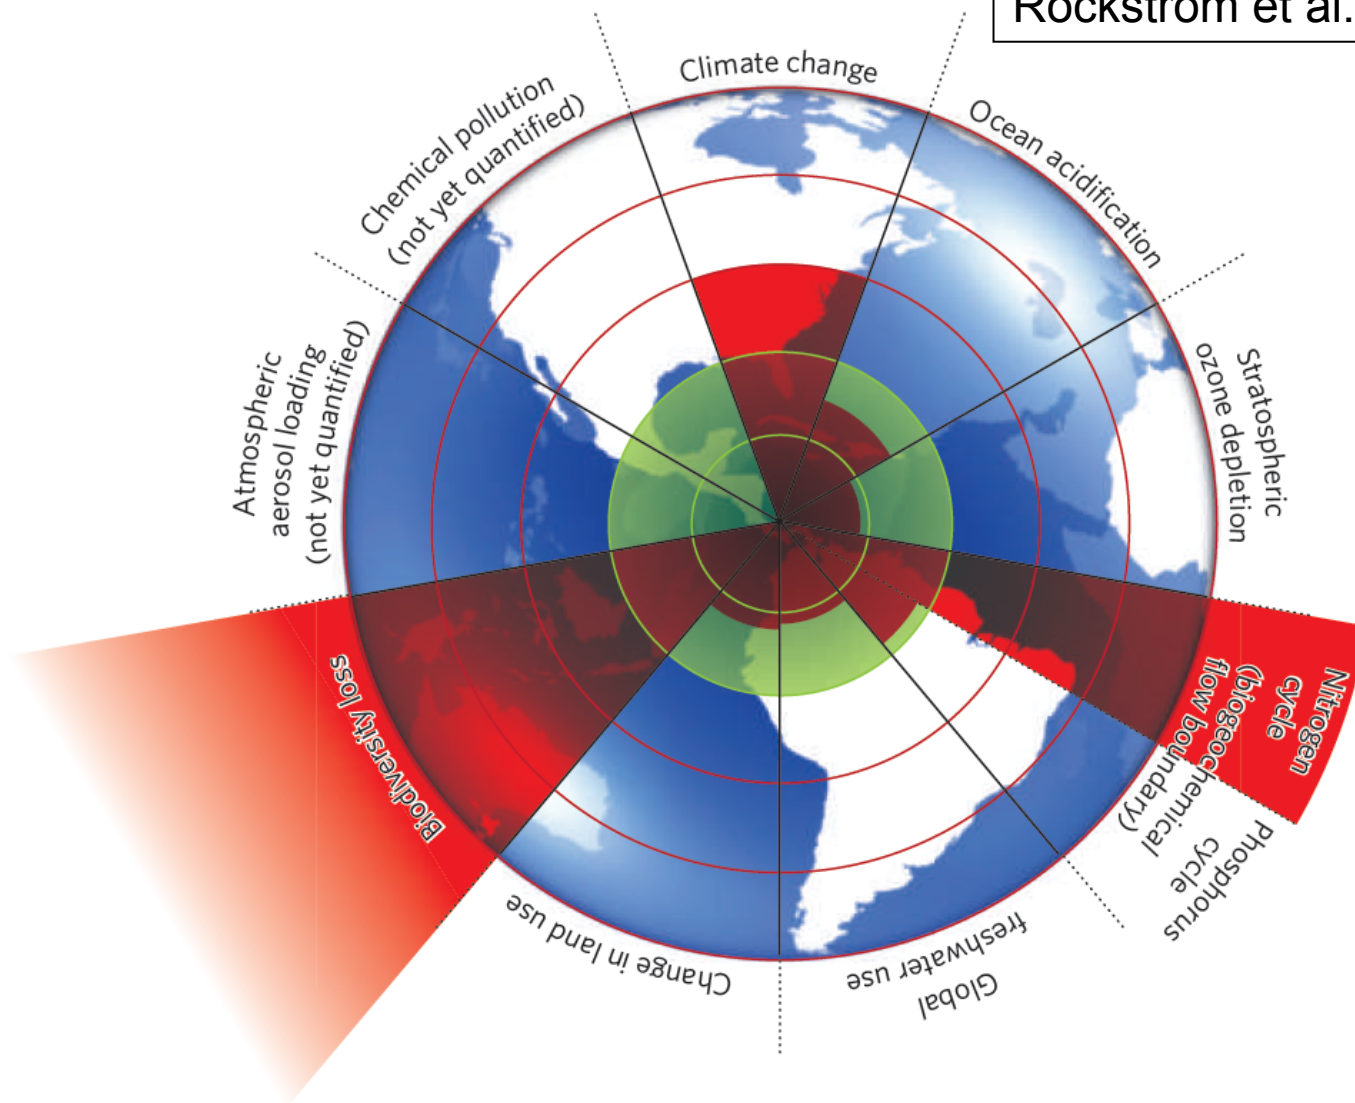 Rockström et al.
Climate change
Ocean acidification
Stratospheric
ozone depletion
Nitrogen
cycle
(biogeochemical
flow boundary)
Phosphorus
cycle
Global
freshwater use
Change in land use
Biodiversity loss
Atmospheric
aerosol loading
(not yet quantified)
Chemical pollution
(not yet quantified)